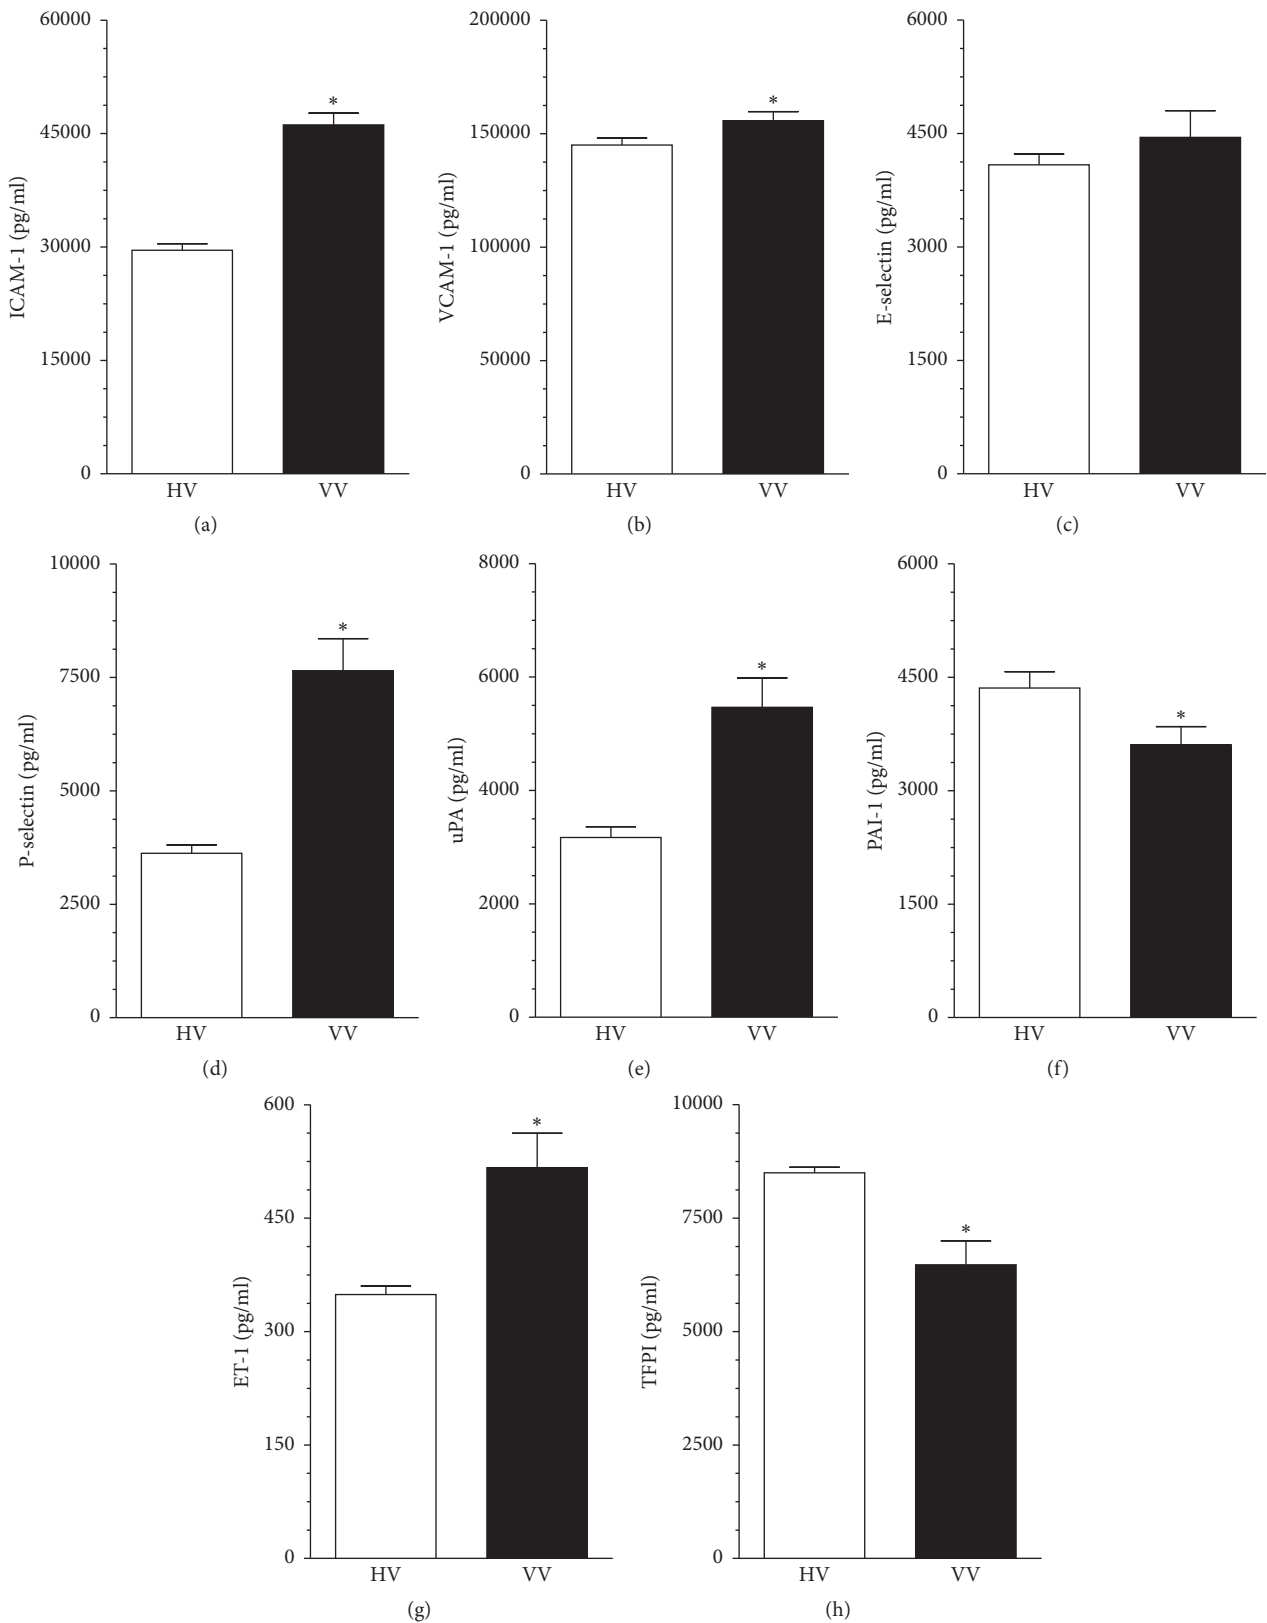 ICAM-1 (pg/ml)
60000
45000
30000
15000
0
*
HV VV
(a)
VCAM-1 (pg/ml)
200000
150000
100000
50000
0
*
HV VV
(b)
E-selectin (pg/ml)
6000
4500
3000
1500
0
HV VV
(c)
P-selectin (pg/ml)
10000
7500
5000
2500
0
*
HV VV
(d)
uPA (pg/ml)
8000
6000
4000
2000
0
*
HV VV
(e)
PAI-1 (pg/ml)
6000
4500
3000
1500
0
*
HV VV
(f)
ET-1 (pg/ml)
600
450
300
150
0
*
HV VV
(g)
TFPI (pg/ml)
10000
7500
5000
2500
0
*
HV VV
(h)